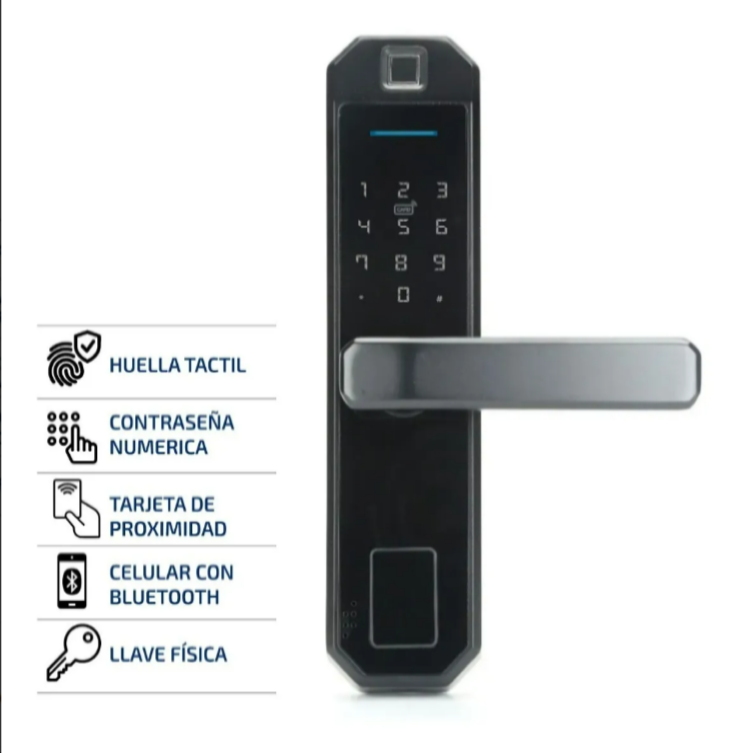 1 2 3
CARD
4 5 6
7 8 9
* 0 #
HUELLA TACTIL
CONTRASEÑA
NUMERICA
TARJETA DE
PROXIMIDAD
CELULAR CON
BLUETOOTH
LLAVE FÍSICA